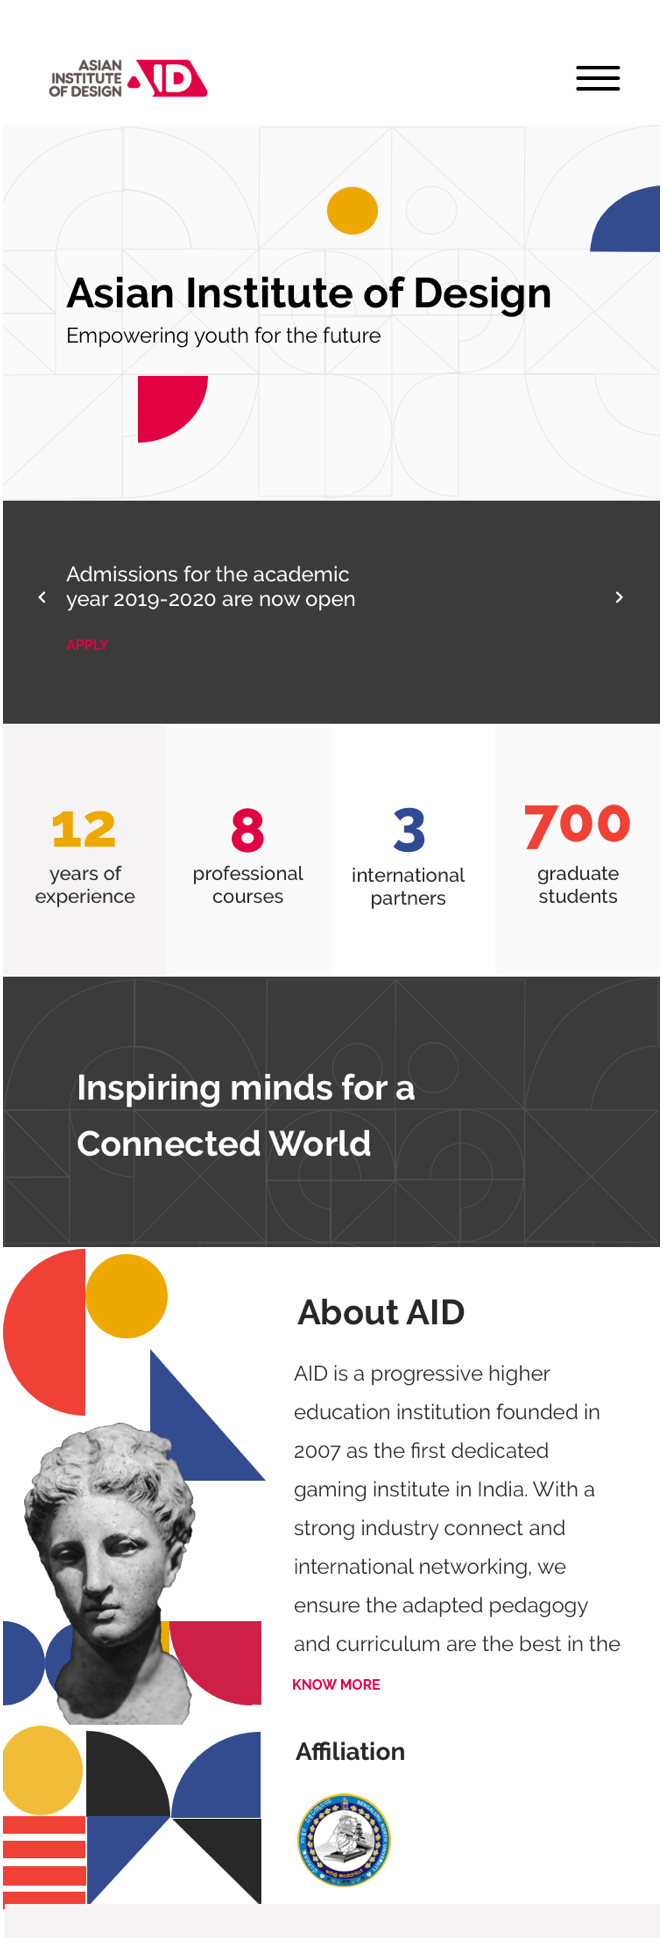 ASIAN
INSTITUTE
OF DESIGN
AID
Asian Institute of Design
Empowering youth for the future
Admissions for the academic
year 2019-2020 are now open
APPLY
12
years of
experience
8
professional
courses
3
international
partners
700
graduate
students
Inspiring minds for a
Connected World
About AID
AID is a progressive higher
education institution founded in
2007 as the first dedicated
gaming institute in India. With a
strong industry connect and
international networking, we
ensure the adapted pedagogy
and curriculum are the best in the
KNOW MORE
Affiliation
BENGALURU NORTH UNIVERSITY